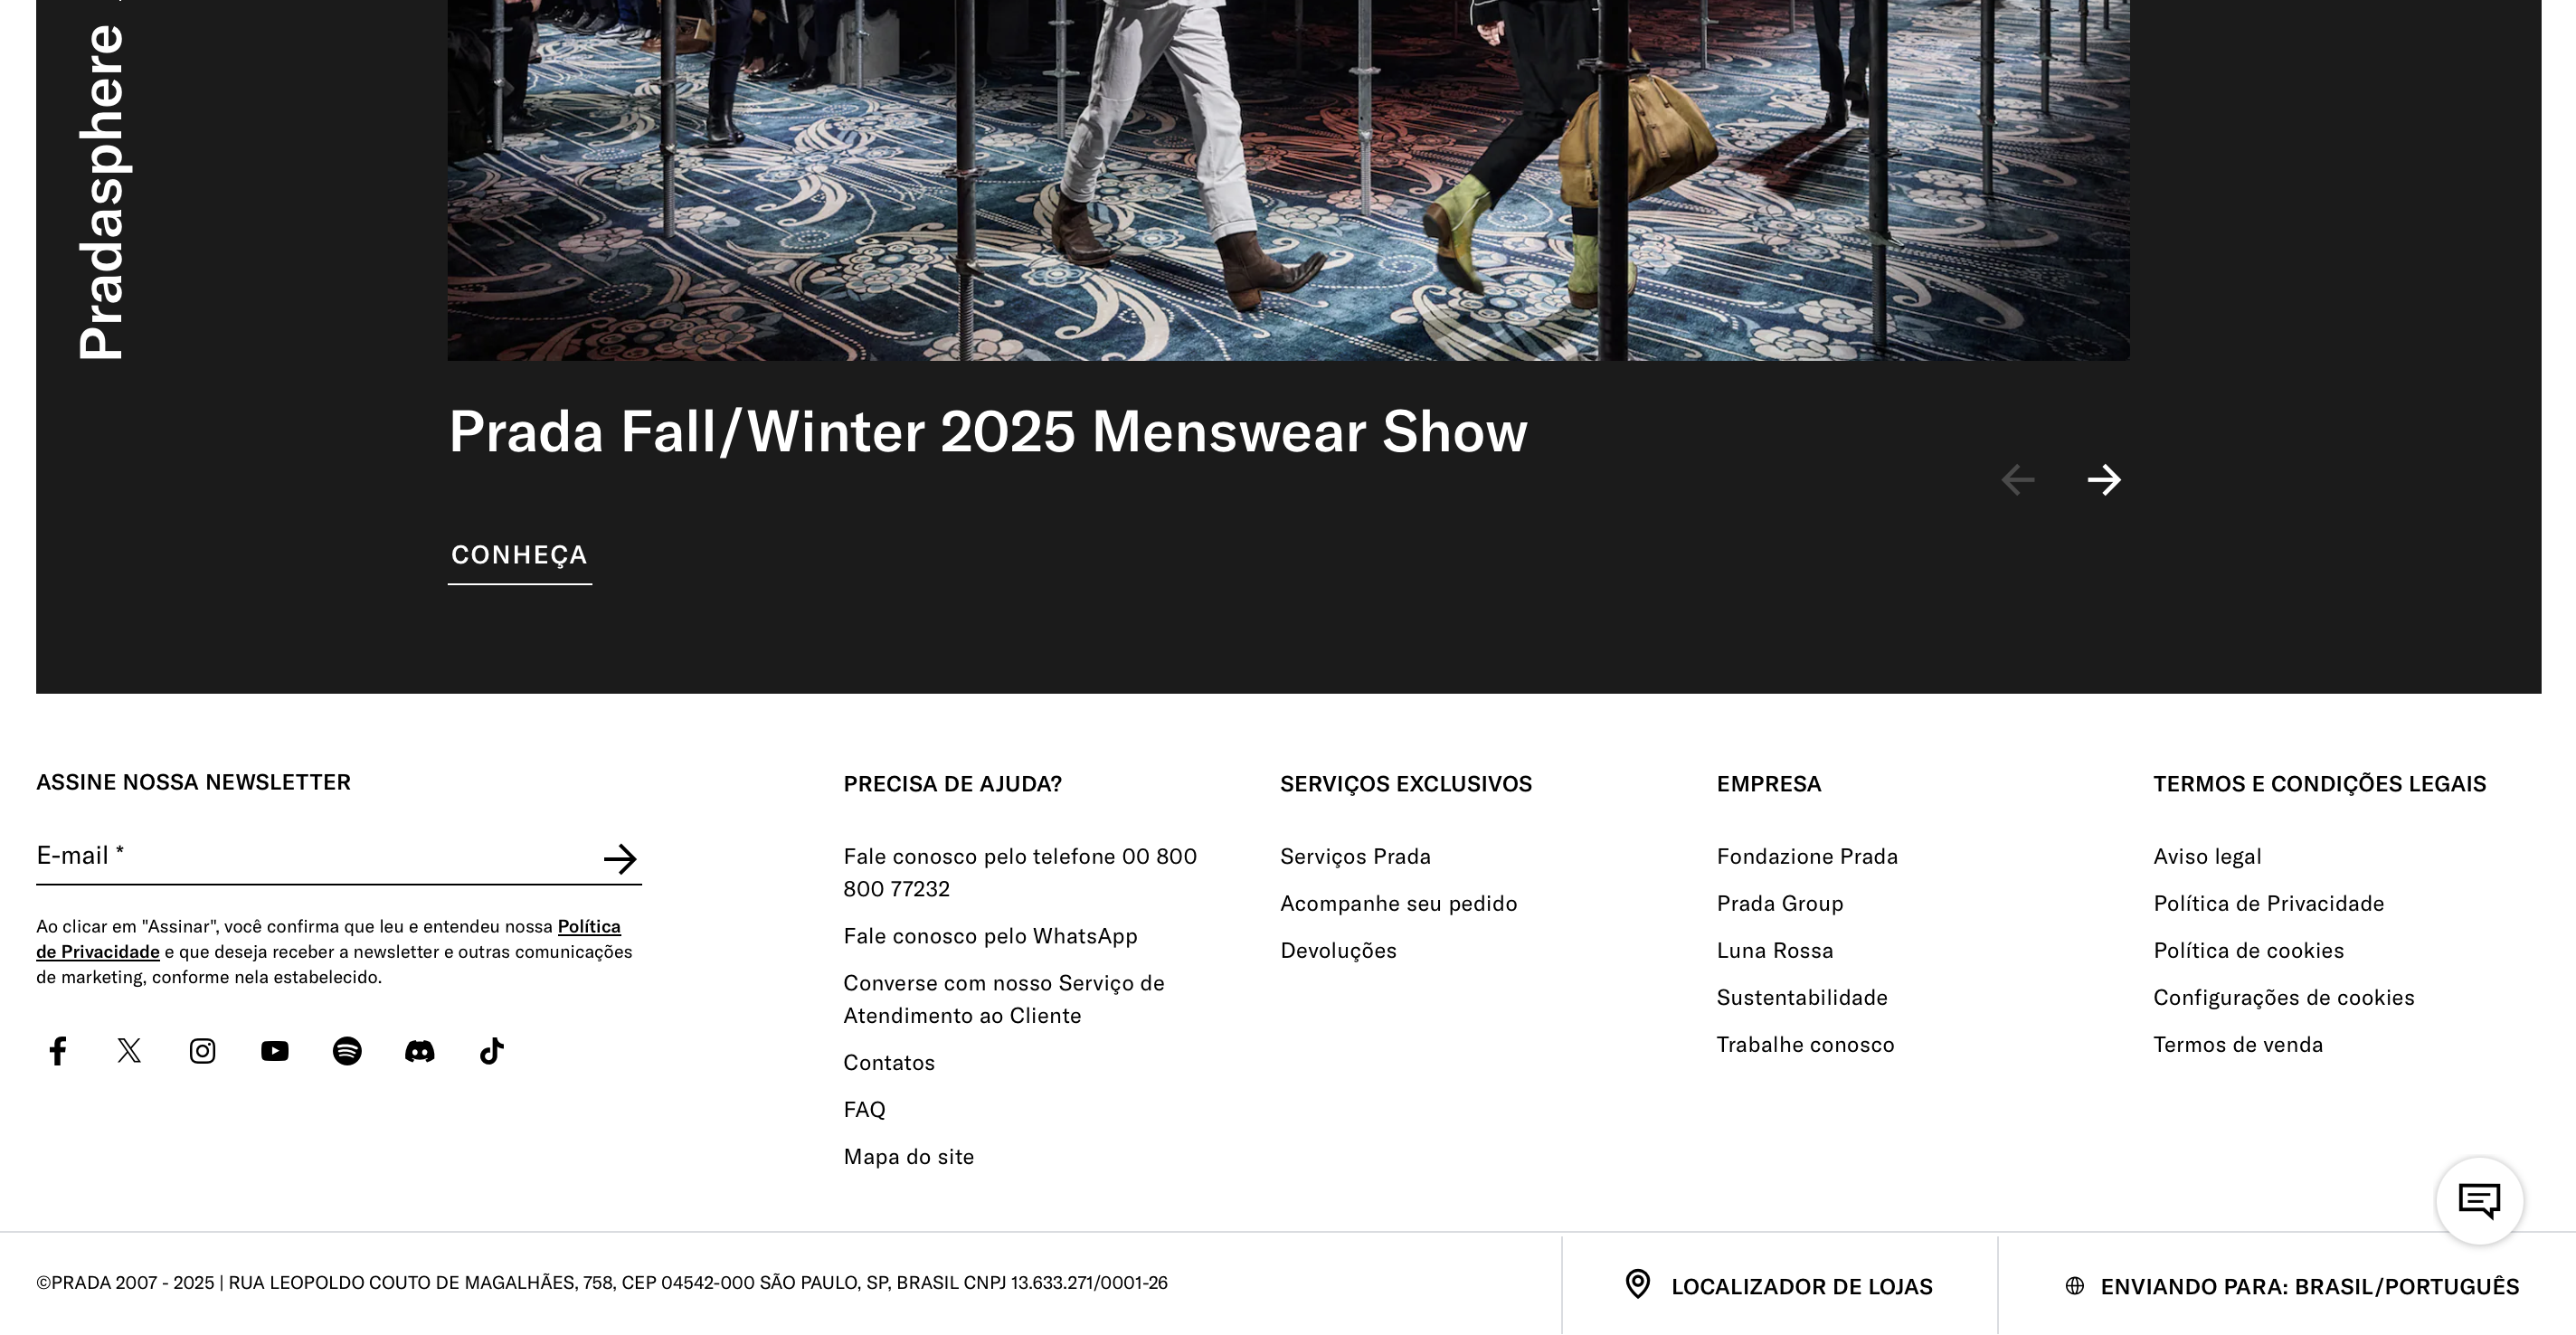 Pradasphere
Prada Fall/Winter 2025 Menswear Show
CONHEÇA
ASSINE NOSSA NEWSLETTER
E-mail *
Ao clicar em "Assinar", você confirma que leu e entendeu nossa Política
de Privacidade e que deseja receber a newsletter e outras comunicações
de marketing, conforme nela estabelecido.
PRECISA DE AJUDA?
Fale conosco pelo telefone 00 800
800 77232
Fale conosco pelo WhatsApp
Converse com nosso Serviço de
Atendimento ao Cliente
Contatos
FAQ
Mapa do site
SERVIÇOS EXCLUSIVOS
Serviços Prada
Acompanhe seu pedido
Devoluções
EMPRESA
Fondazione Prada
Prada Group
Luna Rossa
Sustentabilidade
Trabalhe conosco
TERMOS E CONDIÇÕES LEGAIS
Aviso legal
Política de Privacidade
Política de cookies
Configurações de cookies
Termos de venda
©PRADA 2007 - 2025 | RUA LEOPOLDO COUTO DE MAGALHÃES, 758, CEP 04542-000 SÃO PAULO, SP, BRASIL CNPJ 13.633.271/0001-26
LOCALIZADOR DE LOJAS
ENVIANDO PARA: BRASIL/PORTUGUÊS